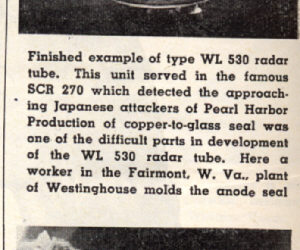 Finished example of type WL 530 radar
tube. This unit served in the famous
SCR 270 which detected the approach-
ing Japanese attackers of Pearl Harbor
Production of copper-to-glass seal was
one of the difficult parts in development
of the WL 530 radar tube. Here a
worker in the Fairmont, W. Va., plant
of Westinghouse molds the anode seal